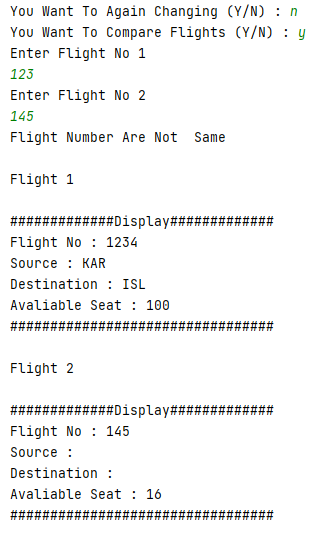 You Want To Again Changing (Y/N) : n
You Want To Compare Flights (Y/N) : y
Enter Flight No 1
123
Enter Flight No 2
145
Flight Number Are Not  Same
Flight 1
#############Display#############
Flight No : 1234
Source : KAR
Destination : ISL
Avaliable Seat : 100
#################################
Flight 2
#############Display#############
Flight No : 145
Source :
Destination :
Avaliable Seat : 16
#################################